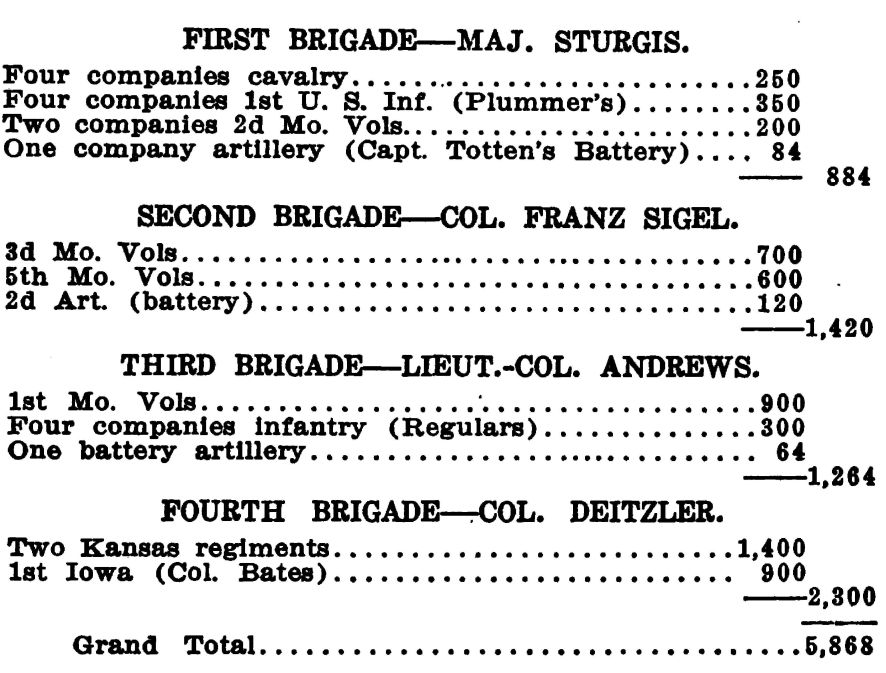 FIRST BRIGADE—MAJ. STURGIS.
Four companies cavalry..............................250
Four companies 1st U. S. Inf. (Plummer's)........350
Two companies 2d Mo. Vols........................200
One company artillery (Capt. Totten's Battery).... 84
—— 884
SECOND BRIGADE—COL. FRANZ SIGEL.
3d Mo. Vols........................................700
5th Mo. Vols.......................................600
2d Art. (battery)..................................120
——1,420
THIRD BRIGADE—LIEUT.-COL. ANDREWS.
1st Mo. Vols.......................................900
Four companies infantry (Regulars)...............300
One battery artillery.............................. 64
——1,264
FOURTH BRIGADE—COL. DEITZLER.
Two Kansas regiments............................1,400
1st Iowa (Col. Bates)............................ 900
——2,300
Grand Total..................................5,868